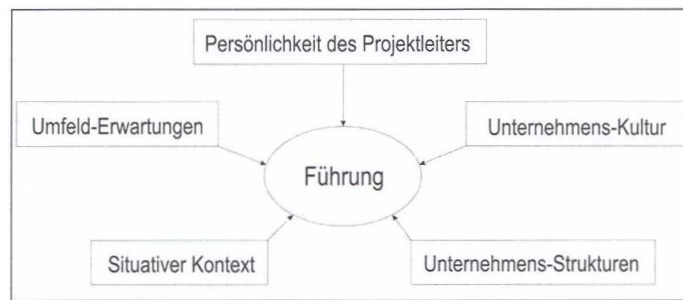 Persönlichkeit des Projektleiters
Umfeld-Erwartungen
Unternehmens-Kultur
Führung
Situativer Kontext
Unternehmens-Strukturen